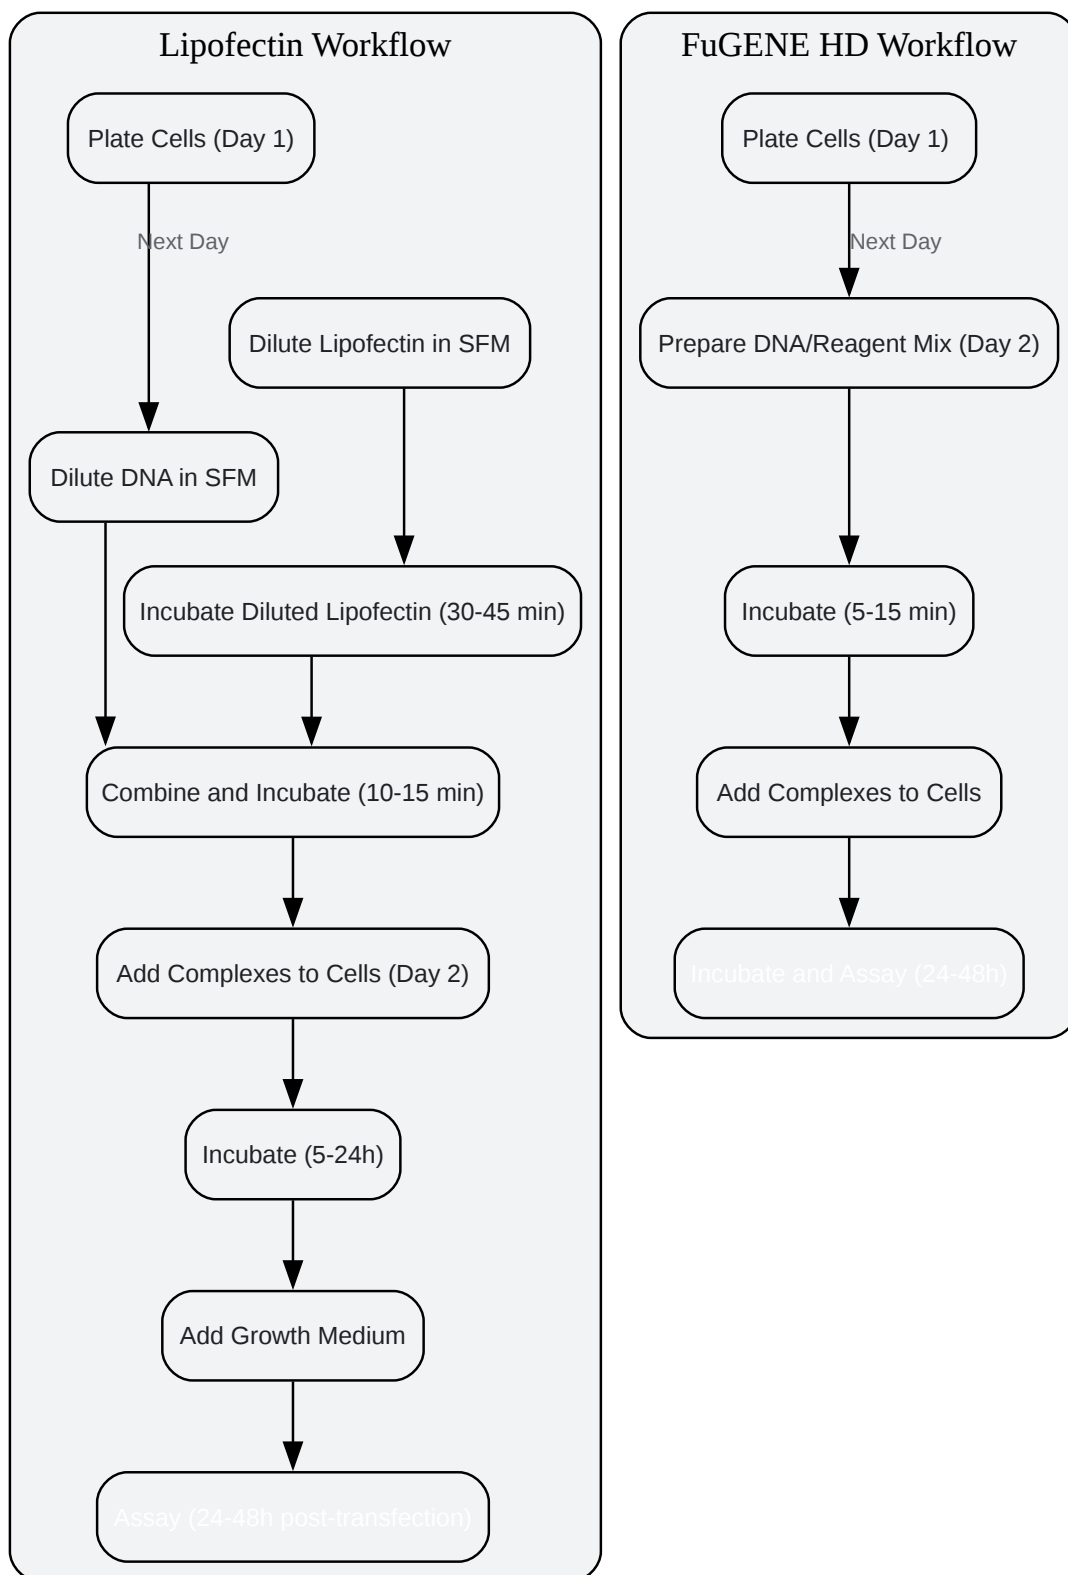 Lipofectin Workflow
Plate Cells (Day 1)
Next Day
Dilute Lipofectin in SFM
Dilute DNA in SFM
Incubate Diluted Lipofectin (30-45 min)
Combine and Incubate (10-15 min)
Add Complexes to Cells (Day 2)
Incubate (5-24h)
Add Growth Medium
Assay (24-48h post-transfection)
FuGENE HD Workflow
Plate Cells (Day 1)
Next Day
Prepare DNA/Reagent Mix (Day 2)
Incubate (5-15 min)
Add Complexes to Cells
Incubate and Assay (24-48h)